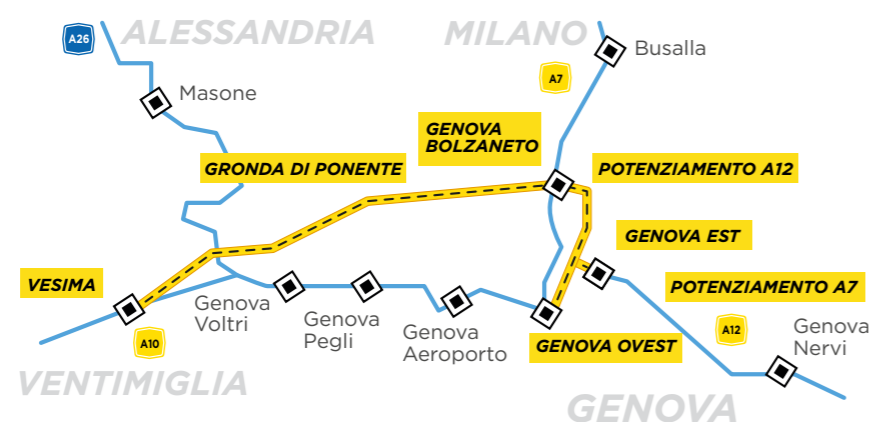 ALESSANDRIA
MILANO
A26
Busalla
A7
Masone
GENOVA
BOLZANETO
GRONDA DI PONENTE
POTENZIAMENTO A12
GENOVA EST
VESIMA
POTENZIAMENTO A7
Genova
Voltri
Genova
Pegli
Genova
Aeroporto
GENOVA OVEST
A12
Genova
Nervi
A10
VENTIMIGLIA
GENOVA